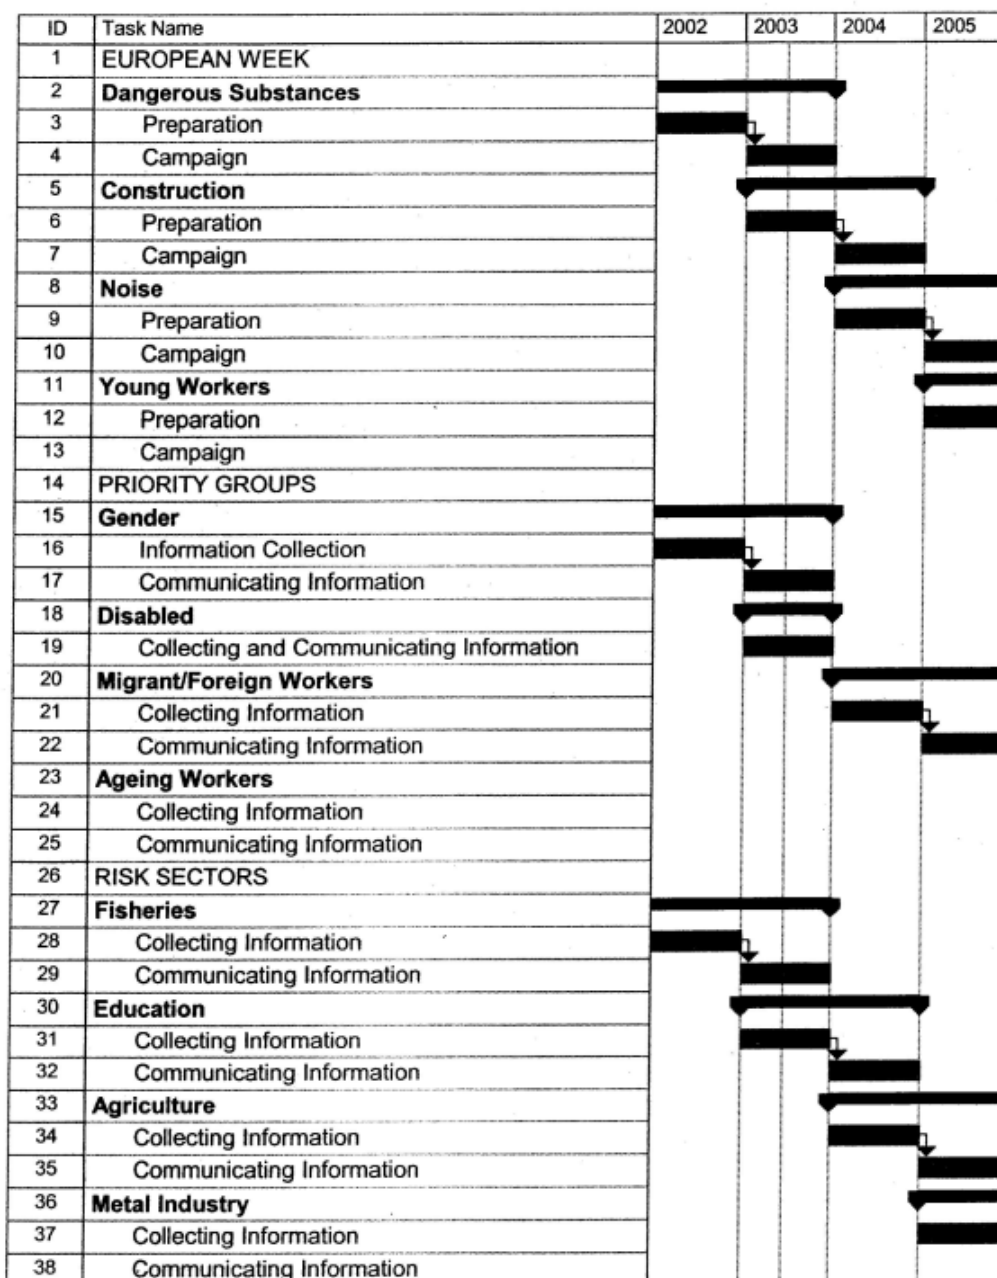 ID Task Name 2002 2003 2004 2005
1 EUROPEAN WEEK
2 Dangerous Substances
3 Preparation
4 Campaign
5 Construction
6 Preparation
7 Campaign
8 Noise
9 Preparation
10 Campaign
11 Young Workers
12 Preparation
13 Campaign
14 PRIORITY GROUPS
15 Gender
16 Information Collection
17 Communicating Information
18 Disabled
19 Collecting and Communicating Information
20 Migrant/Foreign Workers
21 Collecting Information
22 Communicating Information
23 Ageing Workers
24 Collecting Information
25 Communicating Information
26 RISK SECTORS
27 Fisheries
28 Collecting Information
29 Communicating Information
30 Education
31 Collecting Information
32 Communicating Information
33 Agriculture
34 Collecting Information
35 Communicating Information
36 Metal Industry
37 Collecting Information
38 Communicating Information